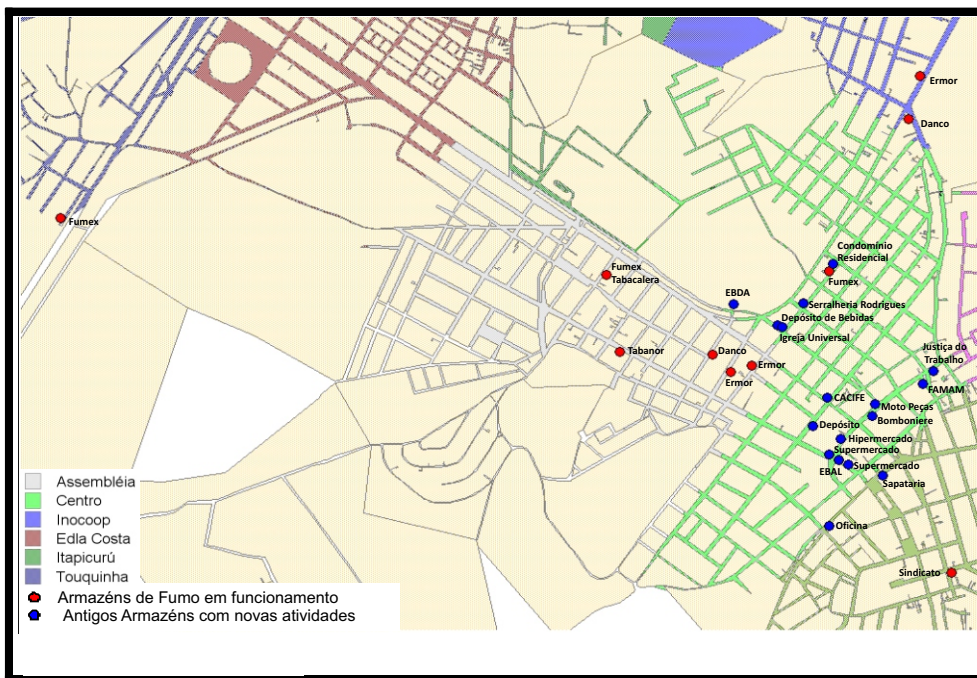 Ermor
Danco
Fumex
Condomínio
Residencial
Fumex
Fumex
Tabacalera
EBDA
Serralheria Rodrigues
Depósito de Bebidas
Igreja Universal
Justiça do
Trabalho
Tabanor
Danco
Ermor
Ermor
FAMAM
CACIFE
Moto Peças
Bomboniere
Depósito
Hipermercado
Supermercado
EBAL
Supermercado
Sapataria
Oficina
Sindicato
Assembléia
Centro
Inocoop
Edla Costa
Itapicurú
Touquinha
Armazéns de Fumo em funcionamento
Antigos Armazéns com novas atividades